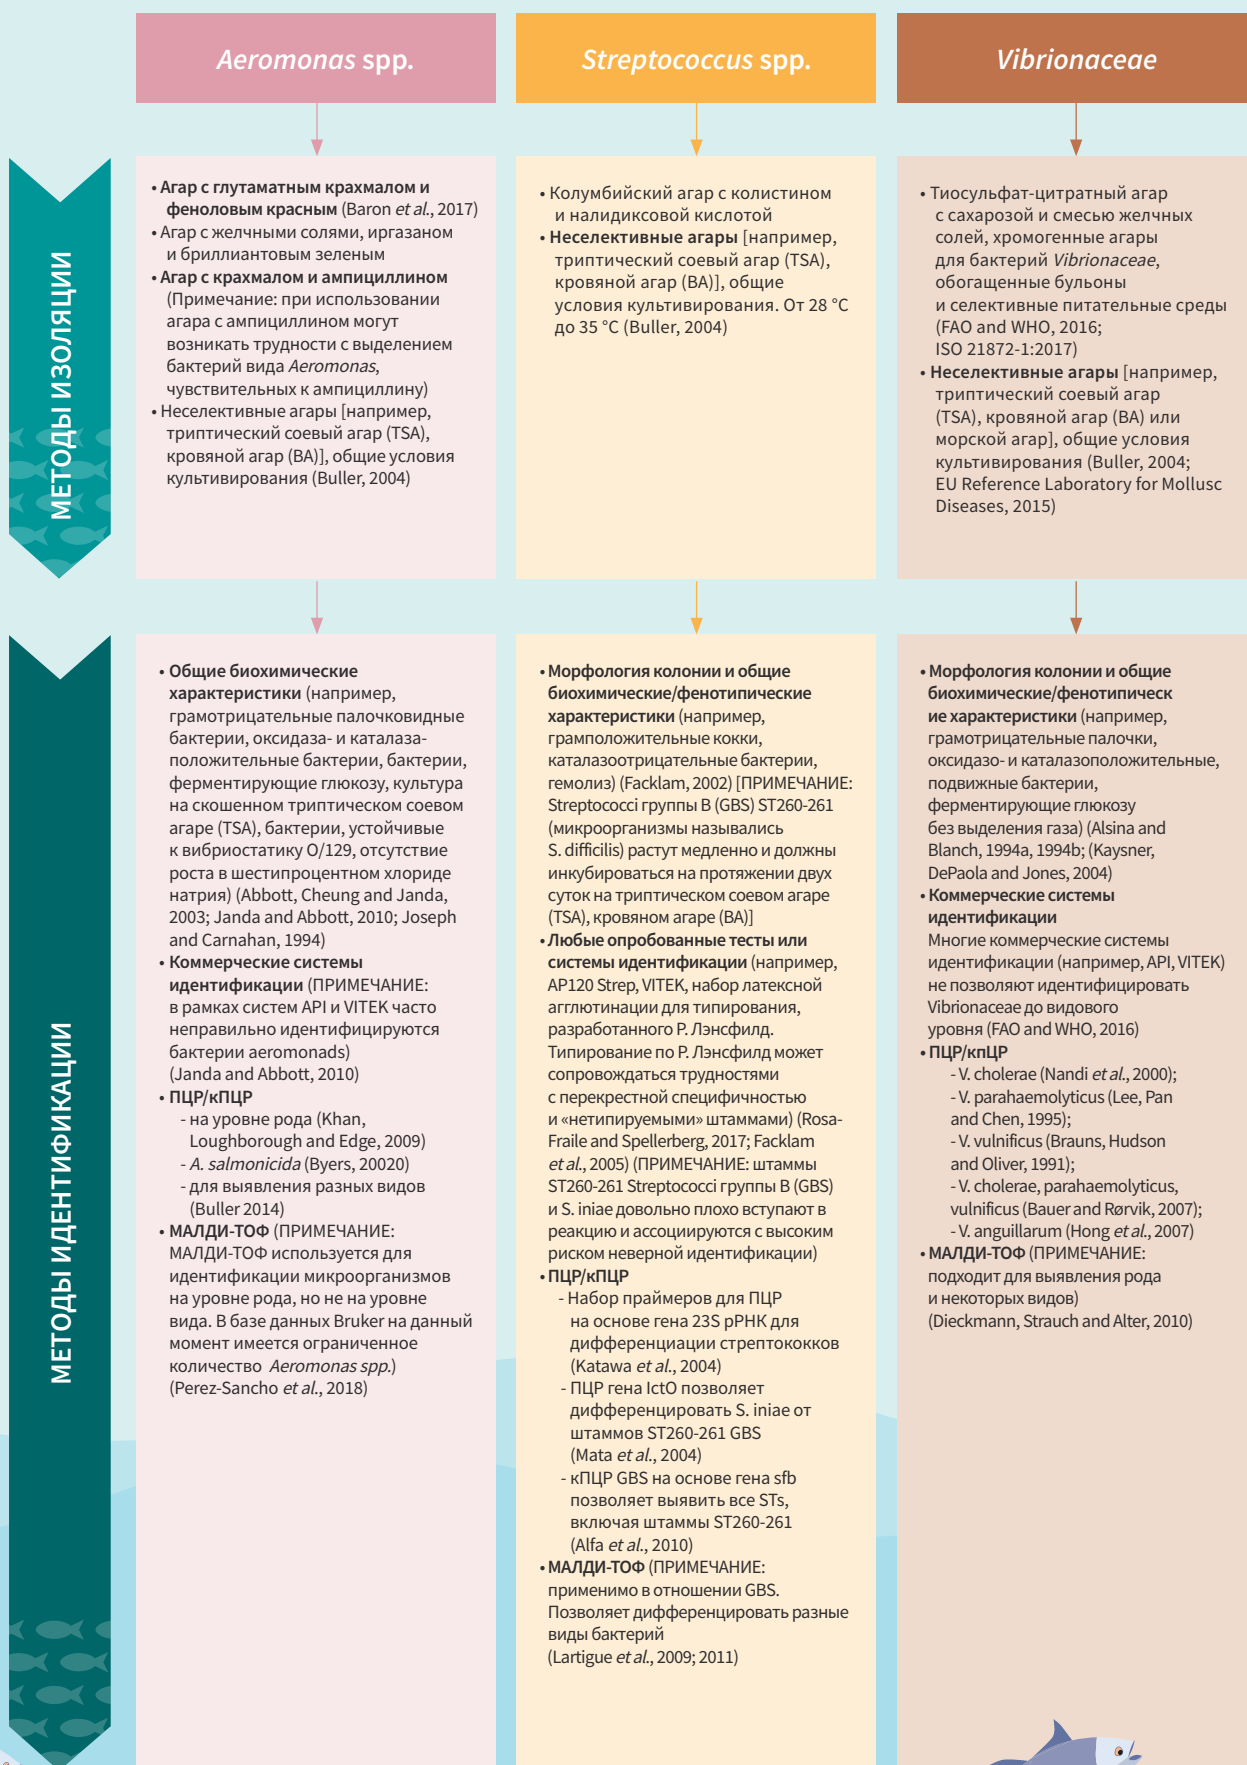 Aeromonas spp.
Streptococcus spp.
Vibrionaceae
МЕТОДЫ ИЗОЛЯЦИИ
• Агар с глутаматным крахмалом и
феноловым красным (Baron et al., 2017)
• Агар с желчными солями, иргазаном
и бриллиантовым зеленым
• Агар с крахмалом и ампициллином
(Примечание: при использовании
агара с ампициллином могут
возникать трудности с выделением
бактерий вида Aeromonas,
чувствительных к ампициллину)
• Неселективные агары [например,
триптический соевый агар (TSA),
кровяной агар (BA)], общие условия
культивирования (Buller, 2004)
• Колумбийский агар с колистином
и налидиксовой кислотой
• Неселективные агары [например,
триптический соевый агар (TSA),
кровяной агар (BA)], общие
условия культивирования. От 28 °C
до 35 °C (Buller, 2004)
• Тиосульфат-цитратный агар
с сахарозой и смесью желчных
солей, хромогенные агары
для бактерий Vibrionaceae,
обогащенные бульоны
и селективные питательные среды
(FAO and WHO, 2016;
ISO 21872-1:2017)
• Неселективные агары [например,
триптический соевый агар
(TSA), кровяной агар (BA) или
морской агар], общие условия
культивирования (Buller, 2004;
EU Reference Laboratory for Mollusc
Diseases, 2015)
МЕТОДЫ ИДЕНТИФИКАЦИИ
• Общие биохимические
характеристики (например,
грамотрицательные палочковидные
бактерии, оксидаза- и каталаза-
положительные бактерии, бактерии,
ферментирующие глюкозу, культура
на скошенном триптическом соевом
агаре (TSA), бактерии, устойчивые
к вибриостатику O/129, отсутствие
роста в шестипроцентном хлориде
натрия) (Abbott, Cheung and Janda,
2003; Janda and Abbott, 2010; Joseph
and Carnahan, 1994)
• Коммерческие системы
идентификации (ПРИМЕЧАНИЕ:
в рамках систем API и VITEK часто
неправильно идентифицируются
бактерии aeromonads)
(Janda and Abbott, 2010)
• ПЦР/кПЦР
- на уровне рода (Khan,
Loughborough and Edge, 2009)
- A. salmonicida (Byers, 20020)
- для выявления разных видов
(Buller 2014)
• МАЛДИ-ТОФ (ПРИМЕЧАНИЕ:
МАЛДИ-ТОФ используется для
идентификации микроорганизмов
на уровне рода, но не на уровне
вида. В базе данных Bruker на данный
момент имеется ограниченное
количество Aeromonas spp.)
(Perez-Sancho et al., 2018)
• Морфология колонии и общие
биохимические/фенотипические
характеристики (например,
грамположительные кокки,
каталазоотрицательные бактерии,
гемолиз) (Facklam, 2002) [ПРИМЕЧАНИЕ:
Streptococci группы B (GBS) ST260-261
(микроорганизмы назывались
S. difficilis) растут медленно и должны
инкубироваться на протяжении двух
суток на триптическом соевом агаре
(TSA), кровяном агаре (BA)]
• Любые опробованные тесты или
системы идентификации (например,
AP120 Strep, VITEK, набор латексной
агглютинации для типирования,
разработанного Р. Лэнсфилд.
Типирование по Р. Лэнсфилд может
сопровождаться трудностями
с перекрестной специфичностью
и «нетипируемыми» штаммами) (Rosa-
Fraile and Spellerberg, 2017; Facklam
et al., 2005) (ПРИМЕЧАНИЕ: штаммы
ST260-261 Streptococci группы B (GBS)
и S. iniae довольно плохо вступают в
реакцию и ассоциируются с высоким
риском неверной идентификации)
• ПЦР/кПЦР
- Набор праймеров для ПЦР
на основе гена 23S рРНК для
дифференциации стрептококков
(Katawa et al., 2004)
- ПЦР гена IctO позволяет
дифференцировать S. iniae от
штаммов ST260-261 GBS
(Mata et al., 2004)
- кПЦР GBS на основе гена sfb
позволяет выявить все STs,
включая штаммы ST260-261
(Alfa et al., 2010)
• МАЛДИ-ТОФ (ПРИМЕЧАНИЕ:
применимо в отношении GBS.
Позволяет дифференцировать разные
виды бактерий
(Lartigue et al., 2009; 2011)
• Морфология колонии и общие
биохимические/фенотипическ
ие характеристики (например,
грамотрицательные палочки,
оксидазо- и каталазоположительные,
подвижные бактерии,
ферментирующие глюкозу
без выделения газа) (Alsina and
Blanch, 1994a, 1994b; (Kaysner,
DePaola and Jones, 2004)
• Коммерческие системы
идентификации
Многие коммерческие системы
идентификации (например, API, VITEK)
не позволяют идентифицировать
Vibrionaceae до видового
уровня (FAO and WHO, 2016)
• ПЦР/кпЦР
- V. cholerae (Nandi et al., 2000);
- V. parahaemolyticus (Lee, Pan
and Chen, 1995);
- V. vulnificus (Brauns, Hudson
and Oliver, 1991);
- V. cholerae, parahaemolyticus,
vulnificus (Bauer and Rørvik, 2007);
- V. anguillarum (Hong et al., 2007)
• МАЛДИ-ТОФ (ПРИМЕЧАНИЕ:
подходит для выявления рода
и некоторых видов)
(Dieckmann, Strauch and Alter, 2010)